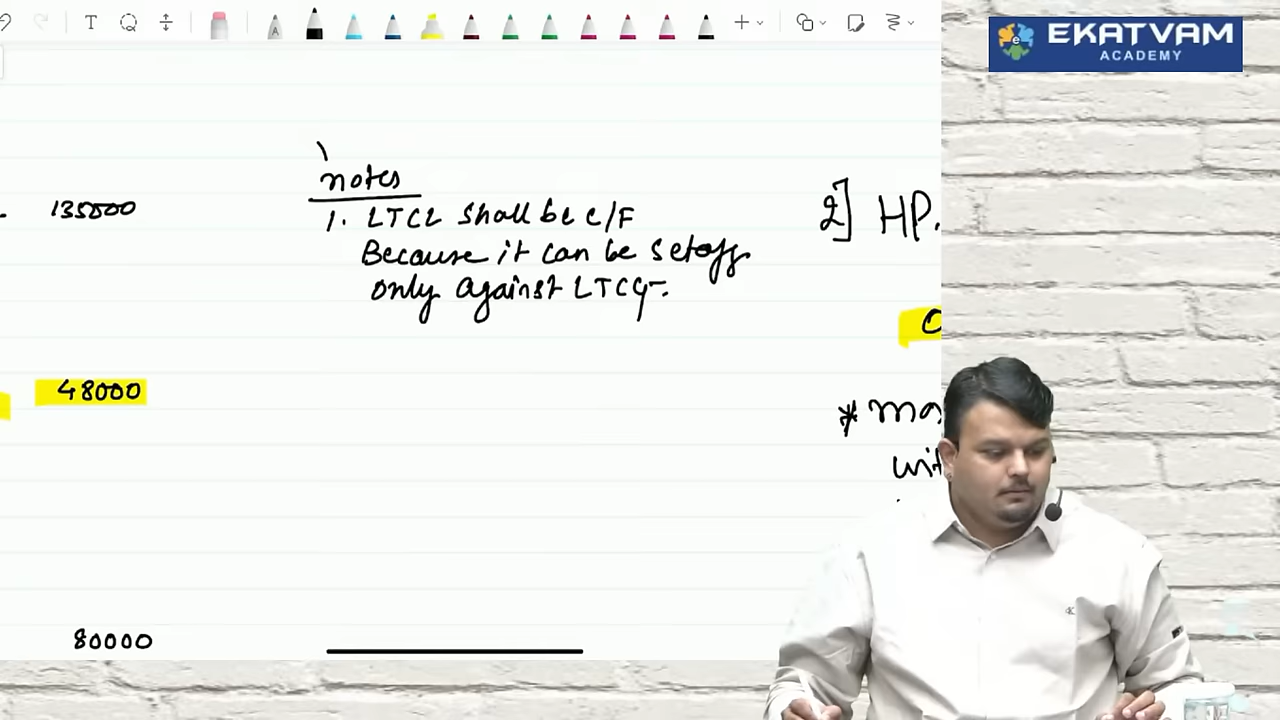 EKATVAM
ACADEMY
notes
135000
1. LTCL shall be c/F
Because it can be setoff
only against LTCG.
2] HP.
48000
80000